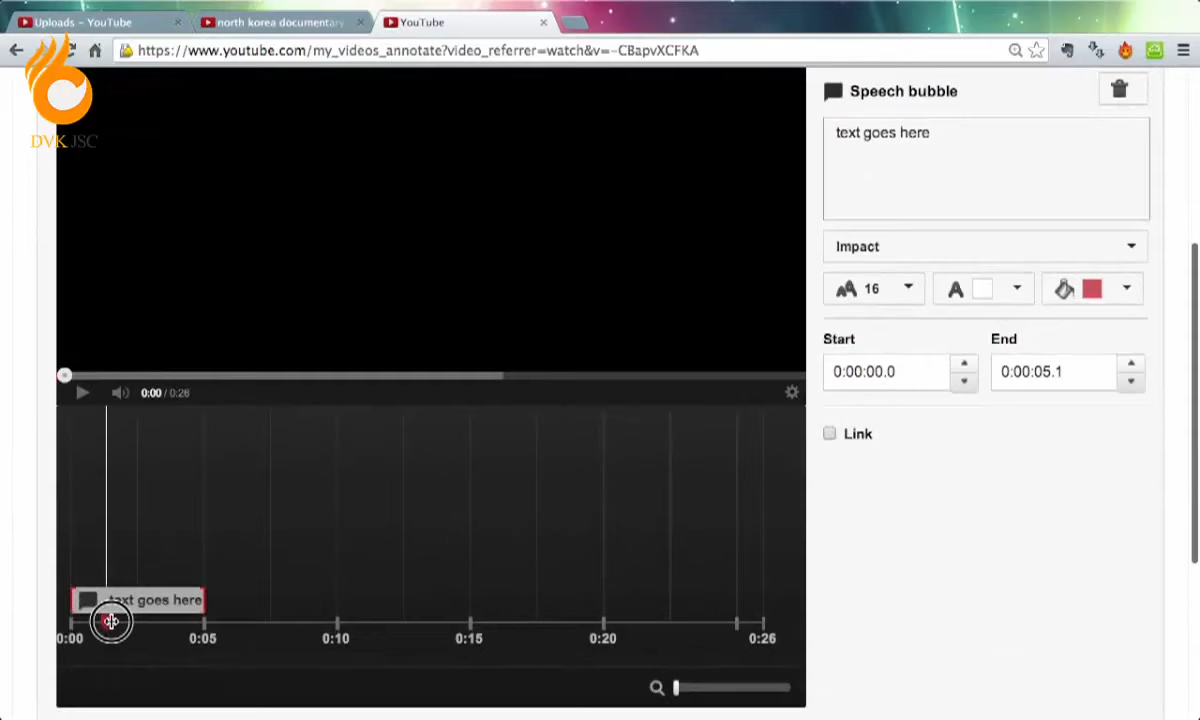 Uploads - YouTube
north korea documentary
YouTube
https://www.youtube.com/my_videos_annotate?video_referrer=watch&v=-CBapvXCFKA
DVK JSC
Speech bubble
text goes here
Impact
16
A
Start
End
0:00:00.0
0:00:05.1
Link
0:00 / 0:26
text goes here
0:00
0:05
0:10
0:15
0:20
0:26